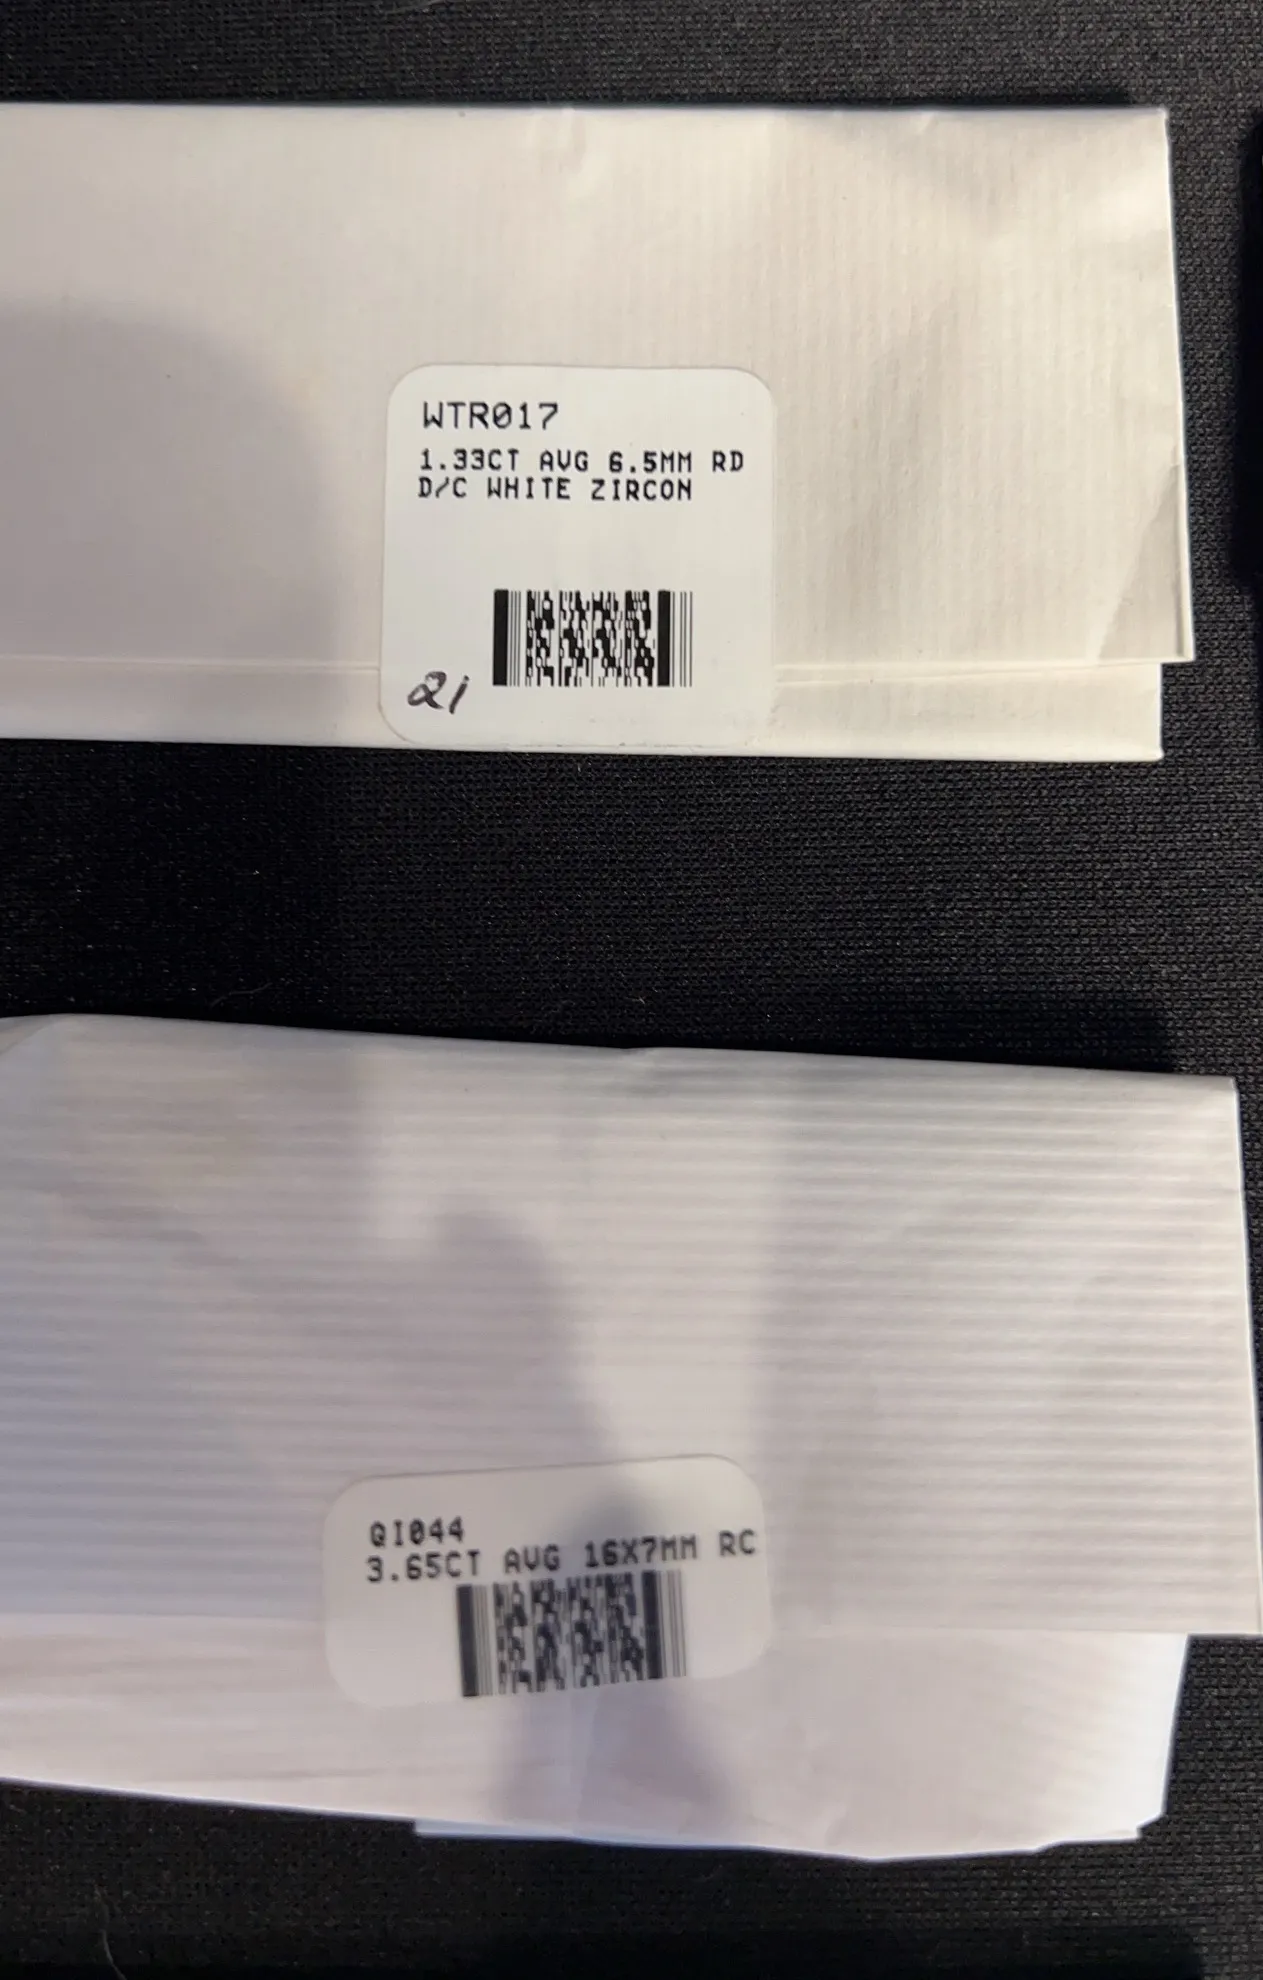 WTR017
1.33CT AVG 6.5MM RD
D/C WHITE ZIRCON
21
QI044
3.65CT AVG 16X7MM RC